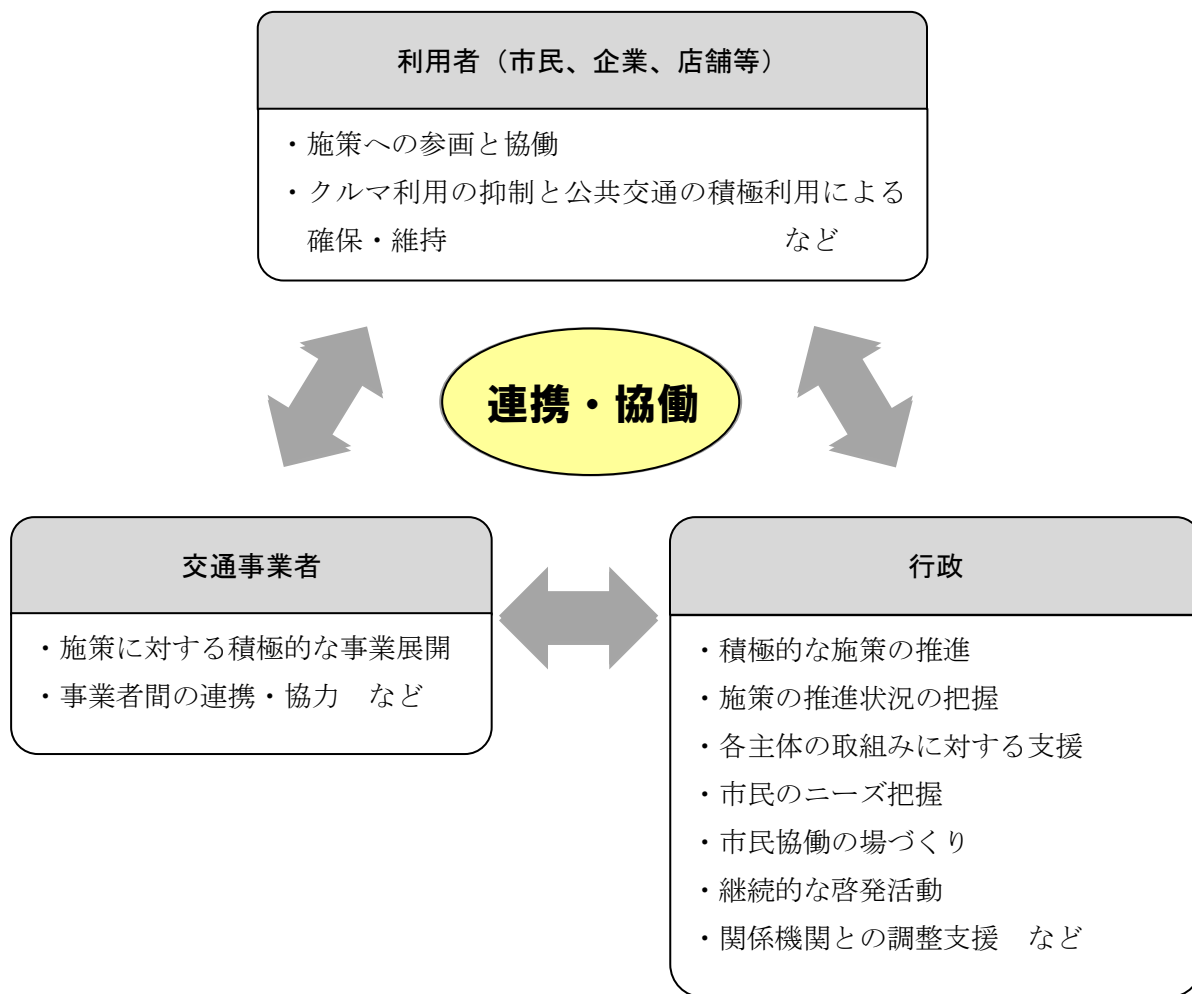 利用者（市民、企業、店舗等）
・施策への参画と協働
・クルマ利用の抑制と公共交通の積極利用による
確保・維持　　　など
連携・協働
交通事業者
・施策に対する積極的な事業展開
・事業者間の連携・協力　など
行政
・積極的な施策の推進
・施策の推進状況の把握
・各主体の取組みに対する支援
・市民のニーズ把握
・市民協働の場づくり
・継続的な啓発活動
・関係機関との調整支援　など